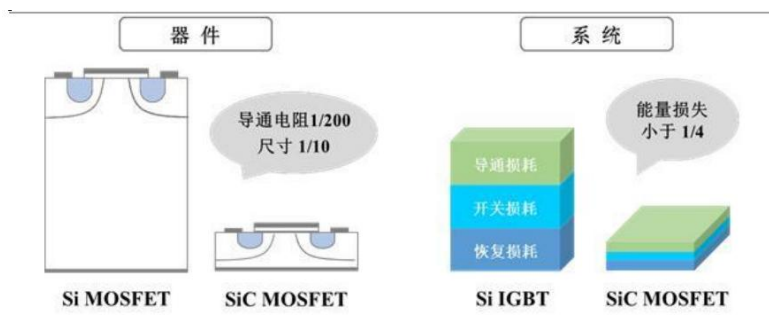 器 件
系 统
导通电阻1/200
尺寸 1/10
能量损失
小于 1/4
导通损耗
开关损耗
恢复损耗
Si MOSFET
SiC MOSFET
Si IGBT
SiC MOSFET